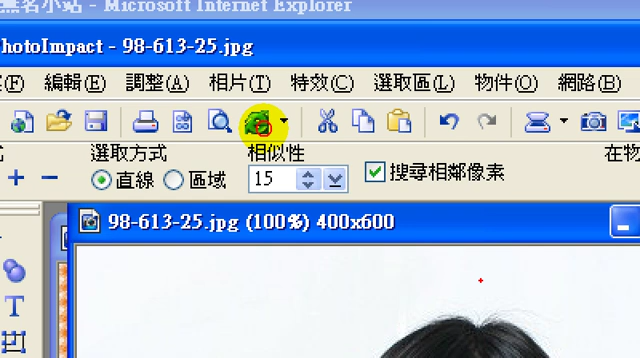 無名小站 - Microsoft Internet Explorer
hotoImpact - 98-613-25.jpg
(F) 編輯(E) 調整(A) 相片(T) 特效(C) 選取區(L) 物件(O) 網路(B)
選取方式 相似性 在物
直線 區域 15 搜尋相鄰像素
98-613-25.jpg (100%) 400x600
T